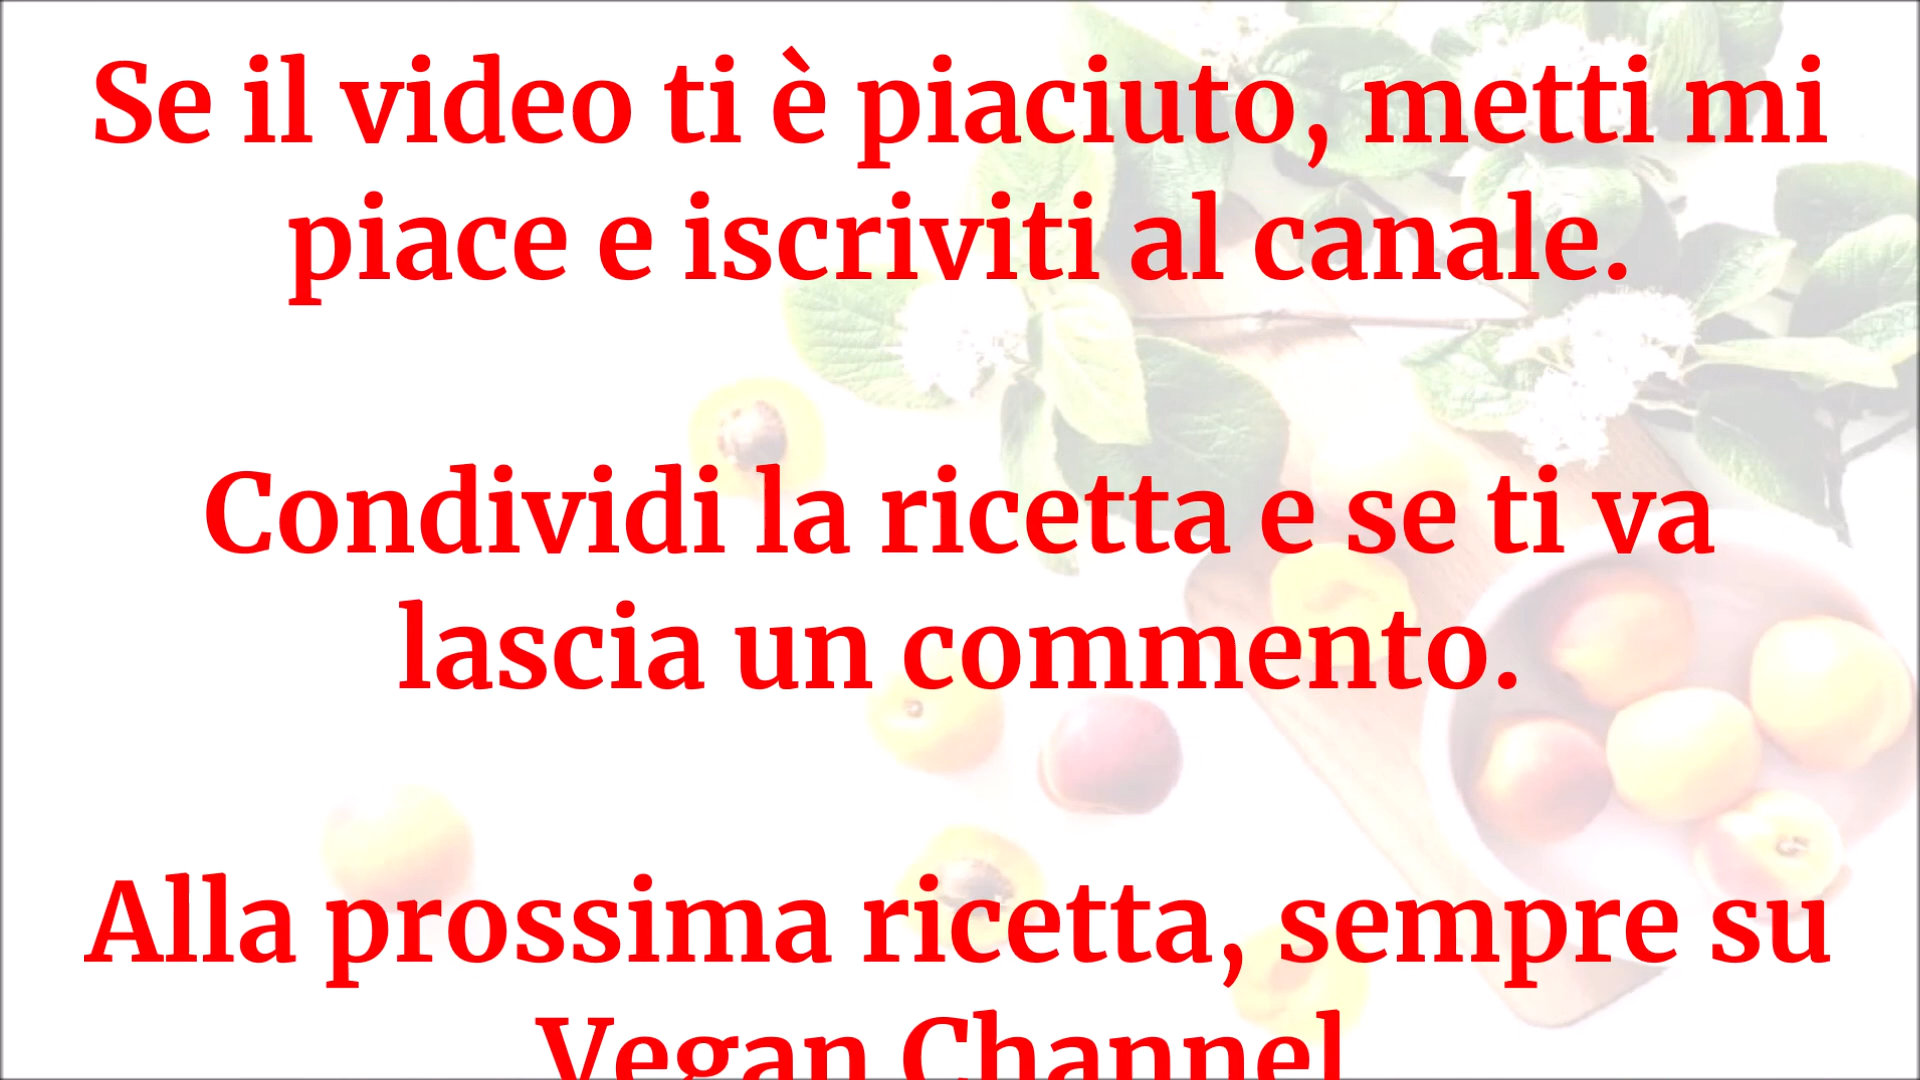 Se il video ti è piaciuto, metti mi
piace e iscriviti al canale.
Condividi la ricetta e se ti va
lascia un commento.
Alla prossima ricetta, sempre su
Vegan Channel